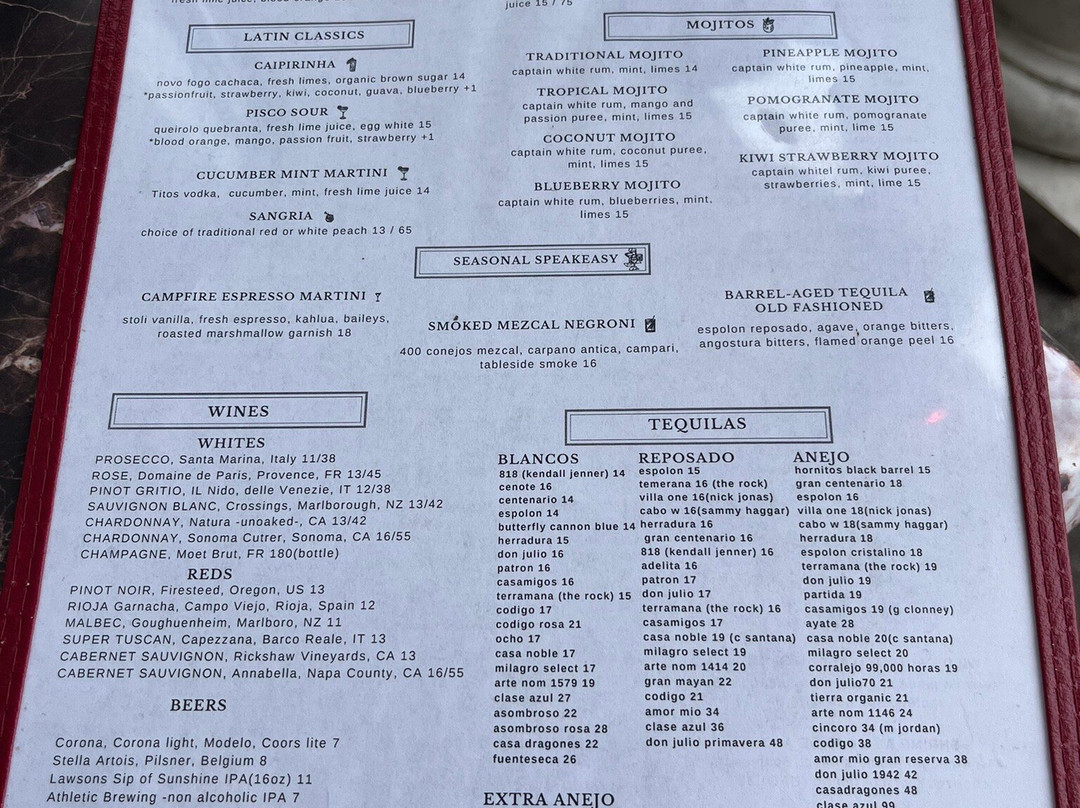 juice 15 / 75
LATIN CLASSICS
CAIPIRINHA
novo fogo cachaca, fresh limes, organic brown sugar 14
*passionfruit, strawberry, kiwi, coconut, guava, blueberry +1
PISCO SOUR
queirolo quebranta, fresh lime juice, egg white 15
*blood orange, mango, passion fruit, strawberry +1
CUCUMBER MINT MARTINI
Titos vodka, cucumber, mint, fresh lime juice 14
SANGRIA
choice of traditional red or white peach 13 / 65
MOJITOS
TRADITIONAL MOJITO
captain white rum, mint, limes 14
TROPICAL MOJITO
captain white rum, mango and
passion puree, mint, limes 15
COCONUT MOJITO
captain white rum, coconut puree,
mint, limes 15
BLUEBERRY MOJITO
captain white rum, blueberries, mint,
limes 15
PINEAPPLE MOJITO
captain white rum, pineapple, mint,
limes 15
POMOGRANATE MOJITO
captain white rum, pomogranate
puree, mint, lime 15
KIWI STRAWBERRY MOJITO
captain whitel rum, kiwi puree,
strawberries, mint, lime 15
SEASONAL SPEAKEASY
CAMPFIRE ESPRESSO MARTINI
stoli vanilla, fresh espresso, kahlua, baileys,
roasted marshmallow garnish 18
SMOKED MEZCAL NEGRONI
400 conejos mezcal, carpano antica, campari,
tableside smoke 16
BARREL-AGED TEQUILA
OLD FASHIONED
espolon reposado, agave, orange bitters,
angostura bitters, flamed orange peel 16
WINES
WHITES
PROSECCO, Santa Marina, Italy 11/38
ROSE, Domaine de Paris, Provence, FR 13/45
PINOT GRITIO, IL Nido, delle Venezie, IT 12/38
SAUVIGNON BLANC, Crossings, Marlborough, NZ 13/42
CHARDONNAY, Natura -unoaked-, CA 13/42
CHARDONNAY, Sonoma Cutrer, Sonoma, CA 16/55
CHAMPAGNE, Moet Brut, FR 180(bottle)
REDS
PINOT NOIR, Firesteed, Oregon, US 13
RIOJA Garnacha, Campo Viejo, Rioja, Spain 12
MALBEC, Goughuenheim, Marlboro, NZ 11
SUPER TUSCAN, Capezzana, Barco Reale, IT 13
CABERNET SAUVIGNON, Rickshaw Vineyards, CA 13
CABERNET SAUVIGNON, Annabella, Napa County, CA 16/55
BEERS
Corona, Corona light, Modelo, Coors lite 7
Stella Artois, Pilsner, Belgium 8
Lawsons Sip of Sunshine IPA(16oz) 11
Athletic Brewing -non alcoholic IPA 7
TEQUILAS
BLANCOS
818 (kendall jenner) 14
cenote 16
centenario 14
espolon 14
butterfly cannon blue 14
herradura 15
don julio 16
patron 16
casamigos 16
terramana (the rock) 15
codigo 17
codigo rosa 21
ocho 17
casa noble 17
milagro select 17
arte nom 1579 19
clase azul 27
asombroso 22
asombroso rosa 28
casa dragones 22
fuenteseca 26
REPOSADO
espolon 15
temerana 16 (the rock)
villa one 16(nick jonas)
cabo w 16(sammy haggar)
herradura 16
gran centenario 16
818 (kendall jenner) 16
adelita 16
patron 17
don julio 17
terramana (the rock) 16
casamigos 17
casa noble 19 (c santana)
milagro select 19
arte nom 1414 20
gran mayan 22
codigo 21
amor mio 34
clase azul 36
don julio primavera 48
ANEJO
hornitos black barrel 15
gran centenario 18
espolon 16
villa one 18(nick jonas)
cabo w 18(sammy haggar)
herradura 18
espolon cristalino 18
terramana (the rock) 19
don julio 19
partida 19
casamigos 19 (g clonney)
ayate 28
casa noble 20(c santana)
milagro select 20
corralejo 99,000 horas 19
don julio70 21
tierra organic 21
arte nom 1146 24
cincoro 34 (m jordan)
codigo 38
amor mio gran reserva 38
don julio 1942 42
casadragones 48
clase azul 99
EXTRA ANEJO